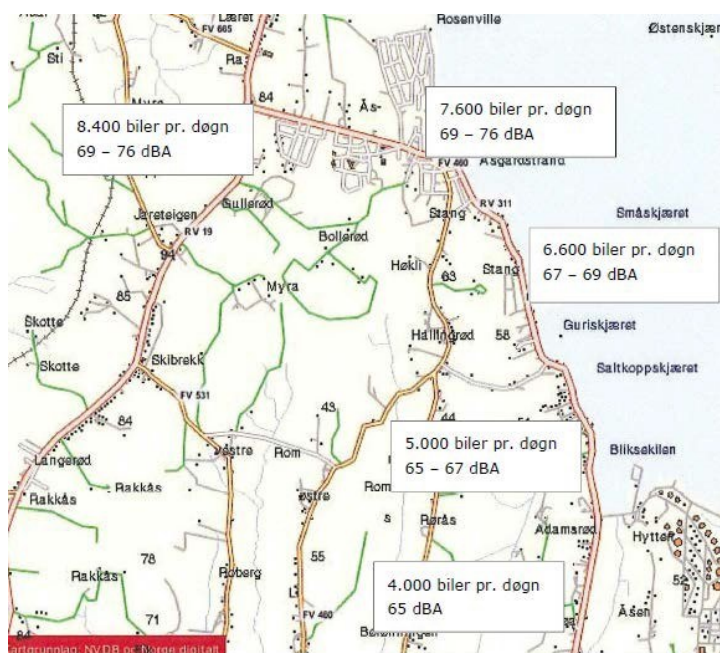 Rosenville
Læret
FV 665
Østenskjær
Sti
Ra
84
Ås-
7.600 biler pr. døgn
69 – 76 dBA
8.400 biler pr. døgn
69 – 76 dBA
FV 460
Åsgårdstrand
Gullerød
Stang
RV 311
Jareteigen
Småskjæret
RV 19
Bollerød
6.600 biler pr. døgn
67 – 69 dBA
94
Høkli
63
Stang
85
Myra
Skotte
Guriskjæret
Hallingrød
58
Skibrekk
Saltkoppskjæret
Skotte
FV 531
43
44
84
5.000 biler pr. døgn
65 – 67 dBA
Bliksekilen
Langerød
Vestre
Rom
Rakkås
Rakkås
østre
Rom
Rørås
Adamsrød
78
55
Rakkås
Roberg
4.000 biler pr. døgn
65 dBA
52
71
FV 460
Åsen
84
Kartgrunnlag: NVDB og Norge digitalt